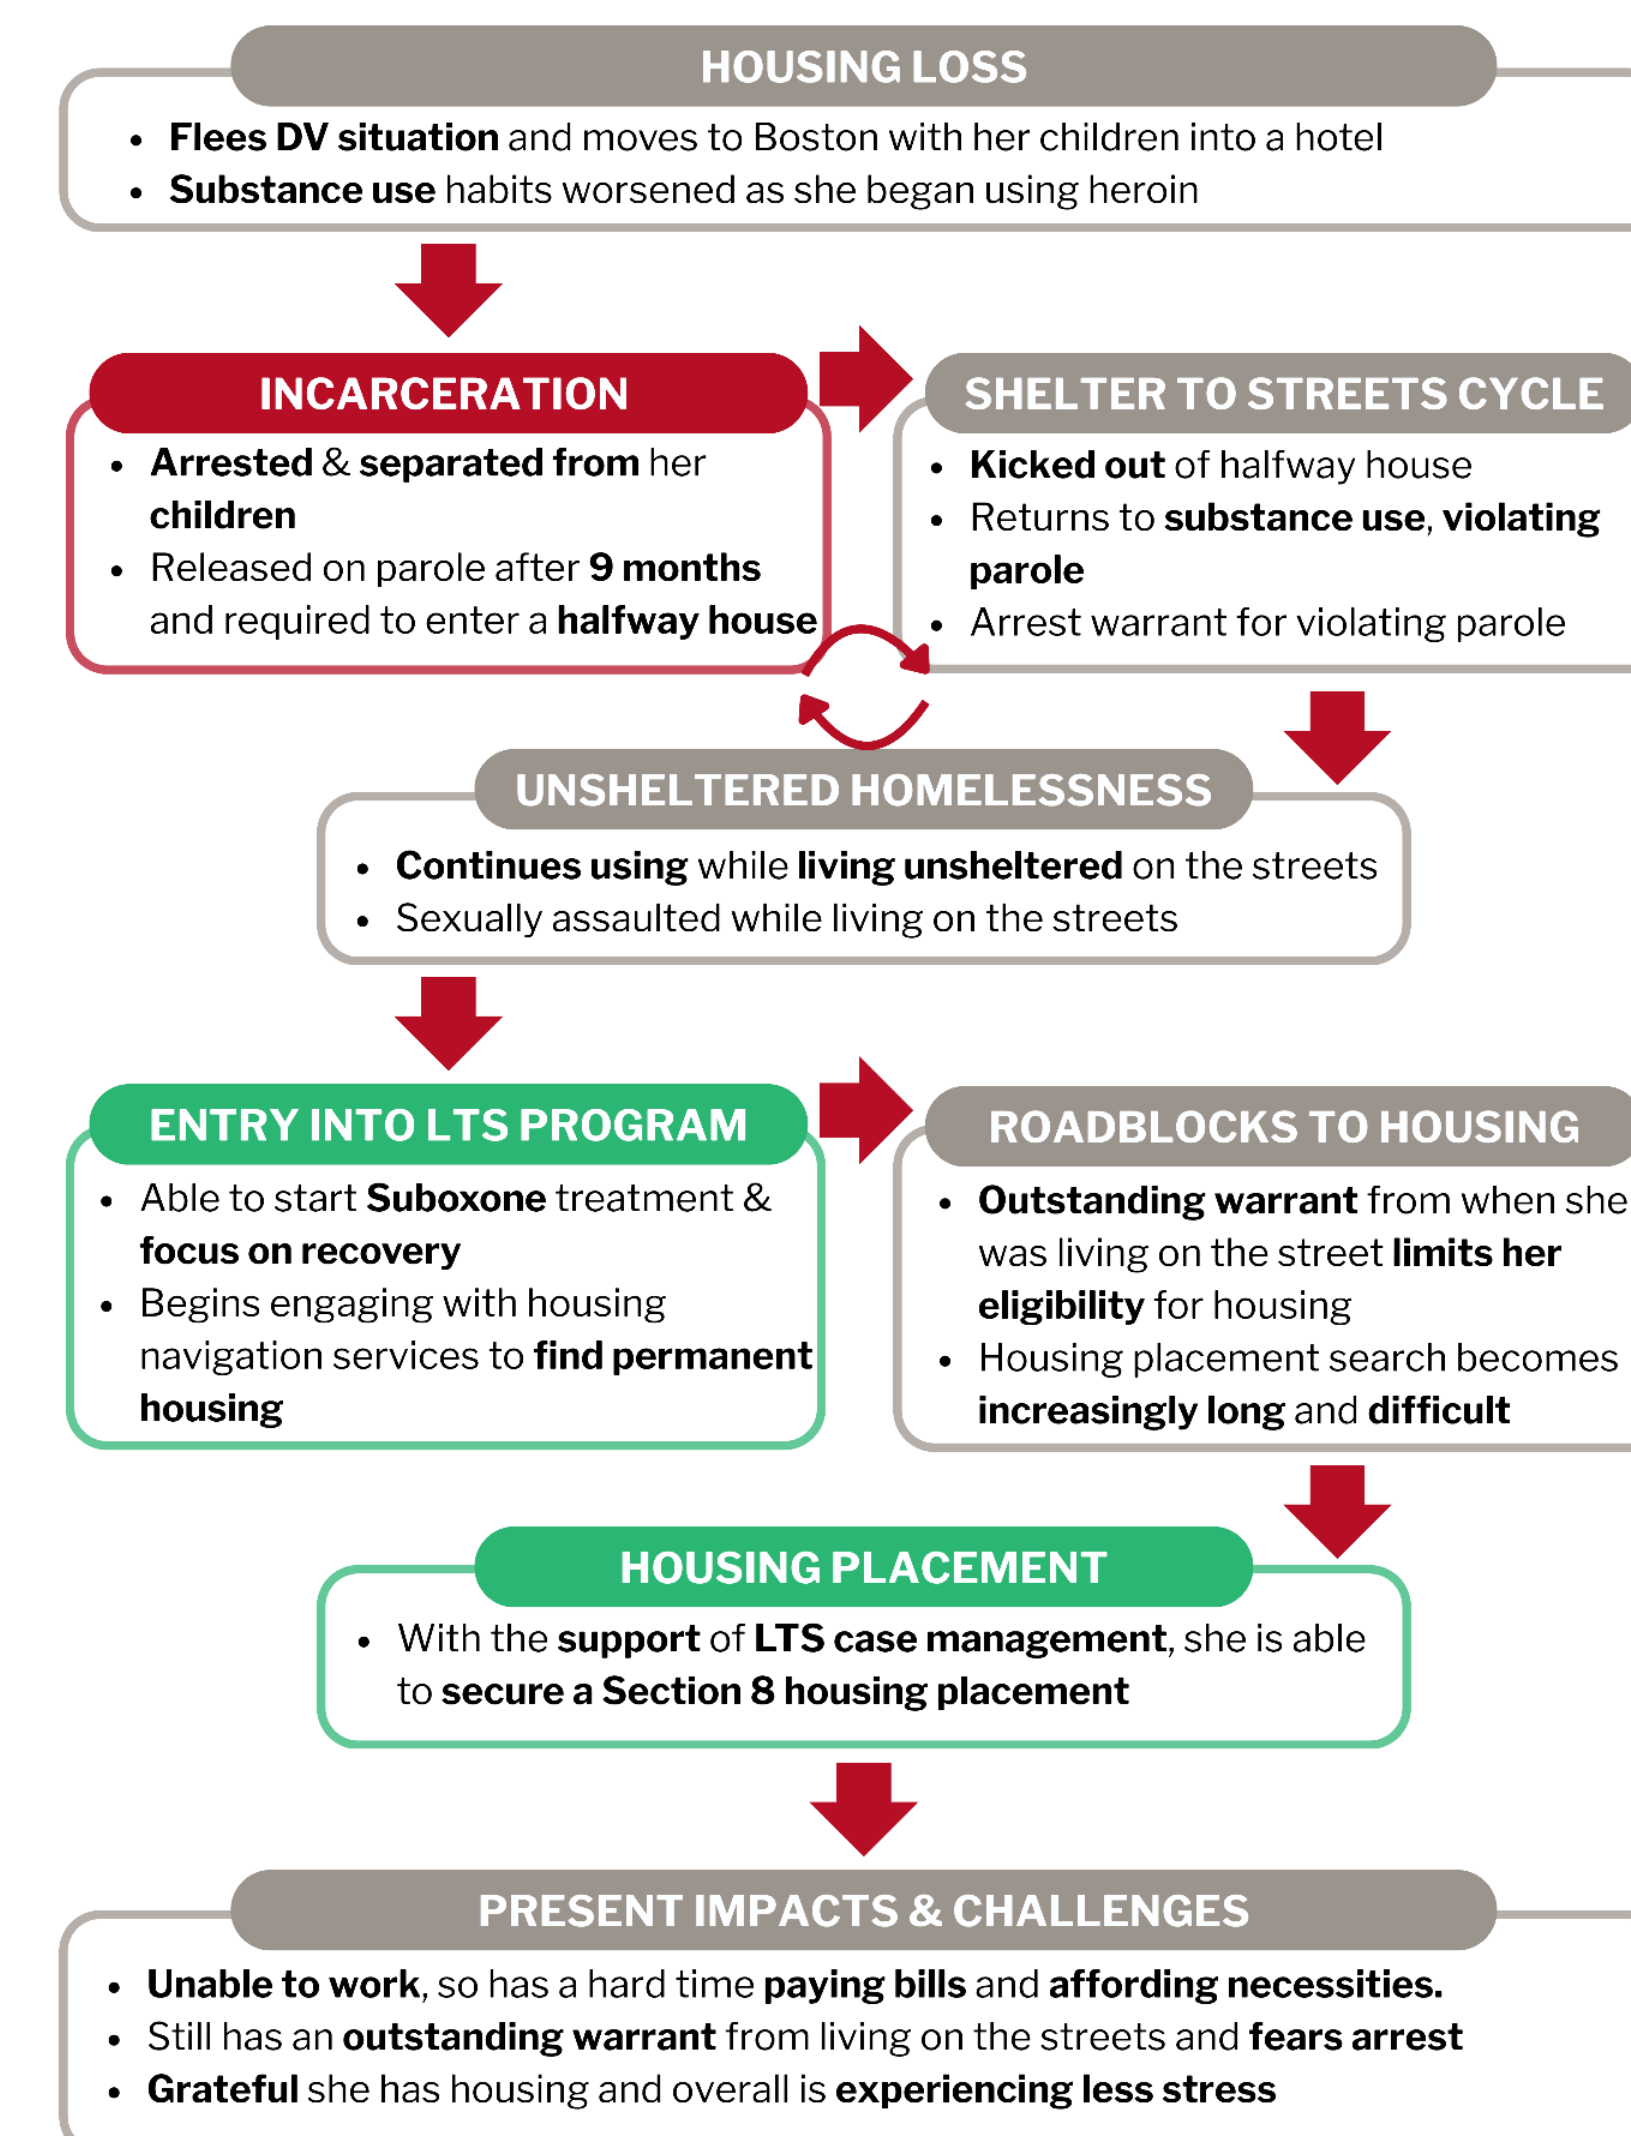 HOUSING LOSS
• Flees DV situation and moves to Boston with her children into a hotel
• Substance use habits worsened as she began using heroin
INCARCERATION
• Arrested & separated from her
children
• Released on parole after 9 months
and required to enter a halfway house
SHELTER TO STREETS CYCLE
• Kicked out of halfway house
• Returns to substance use, violating
parole
• Arrest warrant for violating parole
UNSHELTERED HOMELESSNESS
• Continues using while living unsheltered on the streets
• Sexually assaulted while living on the streets
ENTRY INTO LTS PROGRAM
• Able to start Suboxone treatment &
focus on recovery
• Begins engaging with housing
navigation services to find permanent
housing
ROADBLOCKS TO HOUSING
• Outstanding warrant from when she
was living on the street limits her
eligibility for housing
• Housing placement search becomes
increasingly long and difficult
HOUSING PLACEMENT
• With the support of LTS case management, she is able
to secure a Section 8 housing placement
PRESENT IMPACTS & CHALLENGES
• Unable to work, so has a hard time paying bills and affording necessities.
• Still has an outstanding warrant from living on the streets and fears arrest
• Grateful she has housing and overall is experiencing less stress